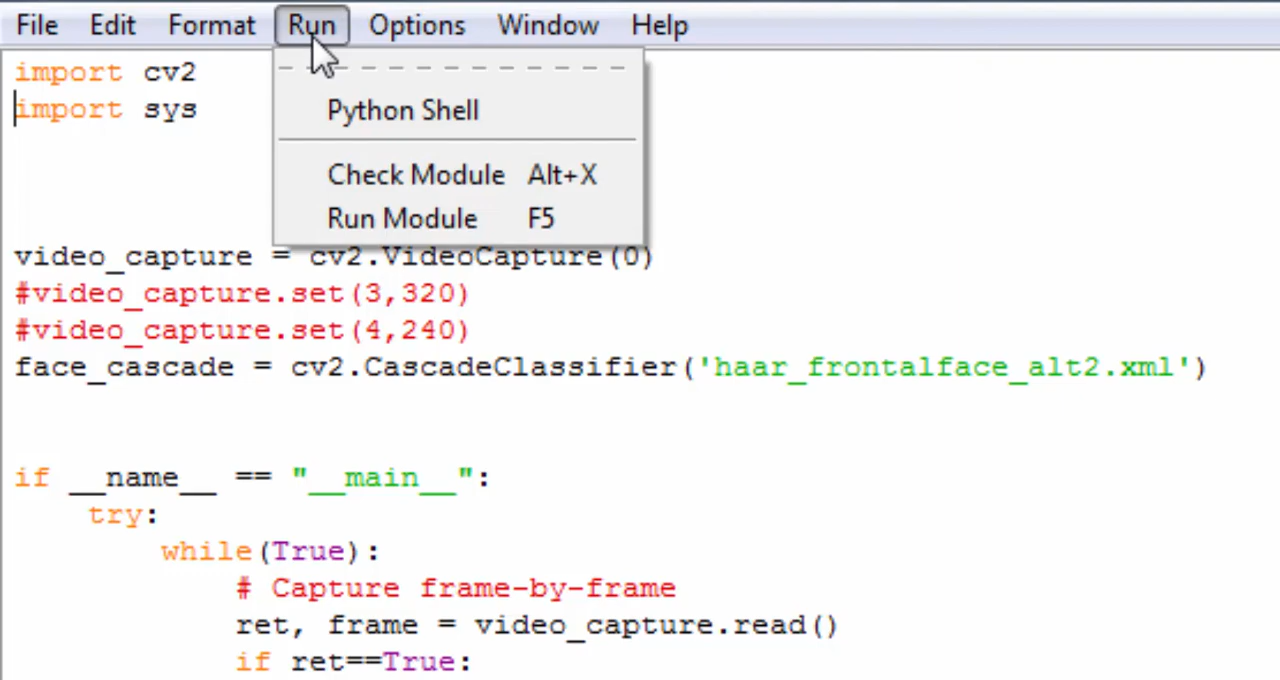 File Edit Format Run Options Window Help
import cv2
import sys
Python Shell
Check Module Alt+X
Run Module F5
video_capture = cv2.VideoCapture(0)
#video_capture.set(3,320)
#video_capture.set(4,240)
face_cascade = cv2.CascadeClassifier('haar_frontalface_alt2.xml')
if __name__ == "__main__":
try:
while(True):
# Capture frame-by-frame
ret, frame = video_capture.read()
if ret==True: